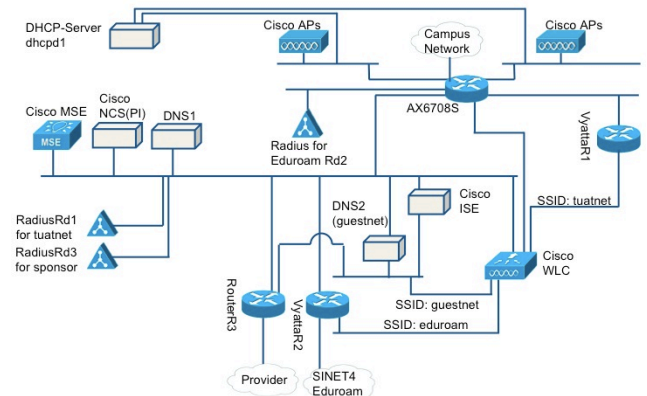 DHCP-Server
dhcpd1
Cisco APs
Campus
Network
Cisco APs
AX6708S
Cisco MSE
MSE
Cisco
NCS(PI)
DNS1
Radius for
Eduroam Rd2
VyattaR1
RadiusRd1
for tuatnet
RadiusRd3
for sponsor
DNS2
(guestnet)
Cisco
ISE
SSID: tuatnet
Cisco
WLC
RouterR3
VyattaR2
SSID: guestnet
SSID: eduroam
Provider
SINET4
Eduroam